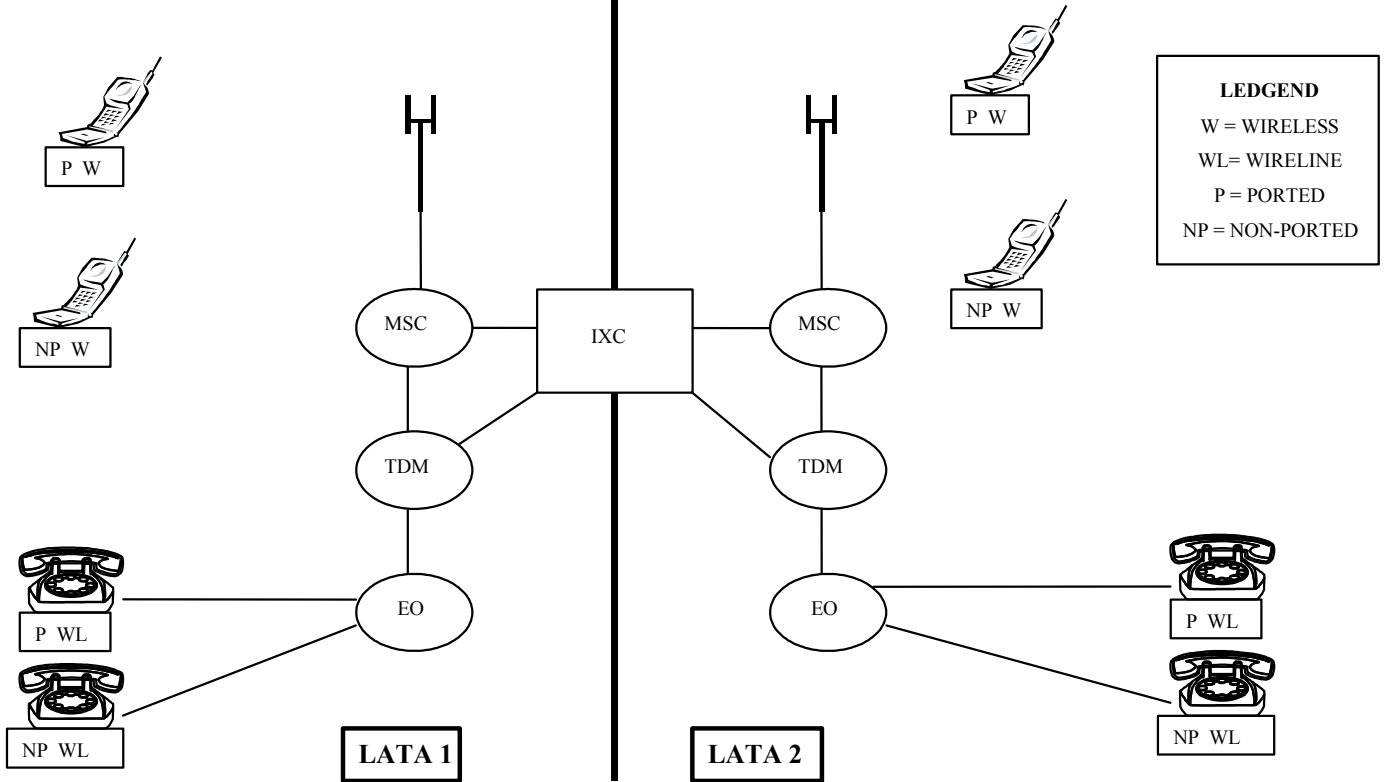 P W
NP W
MSC
TDM
EO
P WL
NP WL
LATA 1
IXC
P W
NP W
MSC
TDM
EO
P WL
NP WL
LATA 2
LEDGEND
W = WIRELESS
WL= WIRELINE
P = PORTED
NP = NON-PORTED